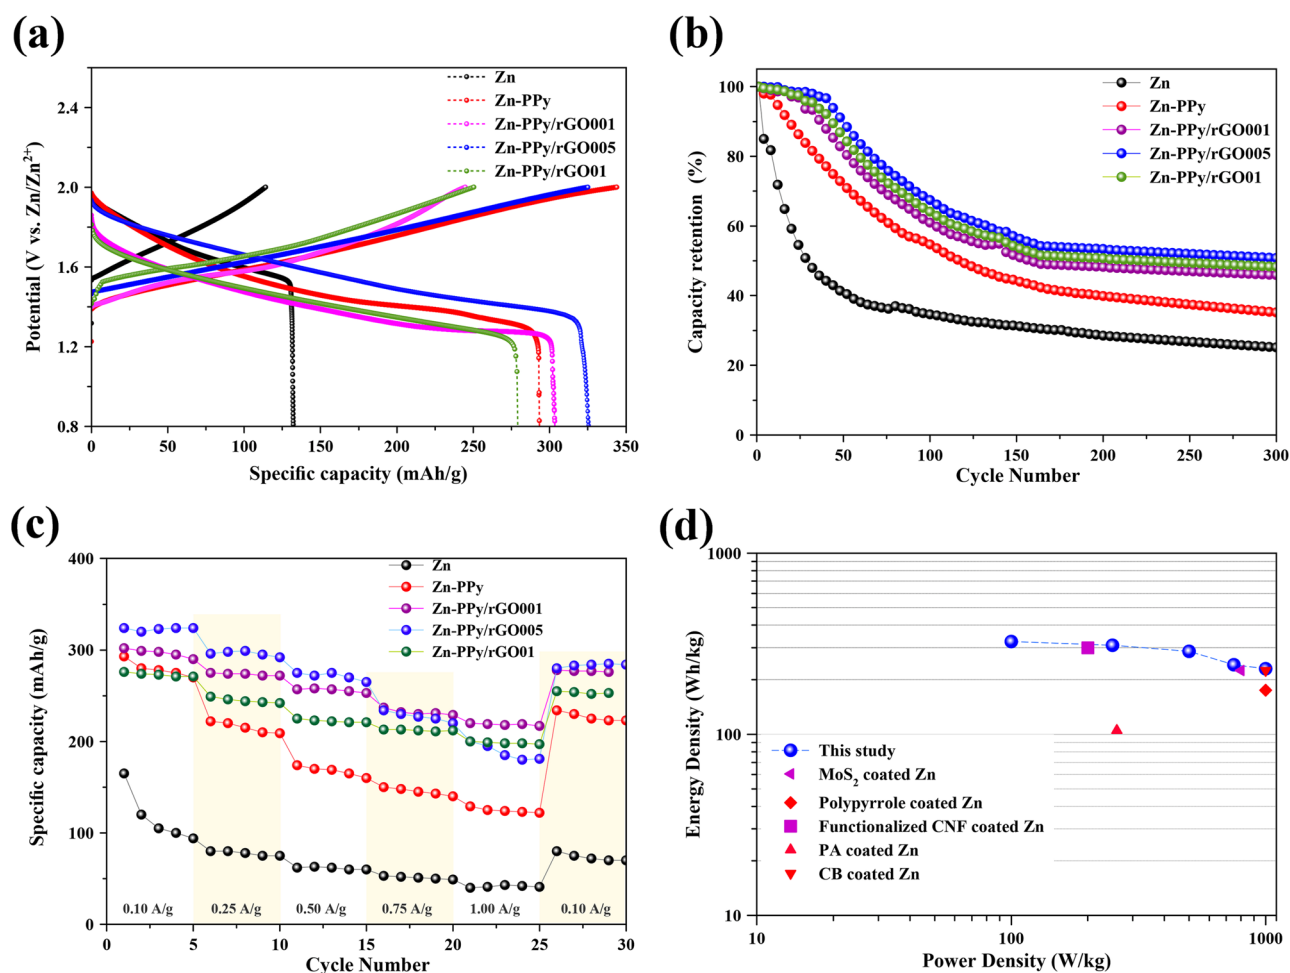 (a)
Zn
Zn-PPy
Zn-PPy/rGO001
Zn-PPy/rGO005
Zn-PPy/rGO01
2.4
2.0
1.6
1.2
0.8
Potential (V vs. Zn/Zn²⁺)
0 50 100 150 200 250 300 350
Specific capacity (mAh/g)
(b)
Zn
Zn-PPy
Zn-PPy/rGO001
Zn-PPy/rGO005
Zn-PPy/rGO01
100
80
60
40
20
0
Capacity retention (%)
0 50 100 150 200 250 300
Cycle Number
(c)
Zn
Zn-PPy
Zn-PPy/rGO001
Zn-PPy/rGO005
Zn-PPy/rGO01
400
300
200
100
0
Specific capacity (mAh/g)
0.10 A/g 0.25 A/g 0.50 A/g 0.75 A/g 1.00 A/g 0.10 A/g
0 5 10 15 20 25 30
Cycle Number
(d)
1000
100
10
Energy Density (Wh/kg)
This study
MoS₂ coated Zn
Polypyrrole coated Zn
Functionalized CNF coated Zn
PA coated Zn
CB coated Zn
10 100 1000
Power Density (W/kg)